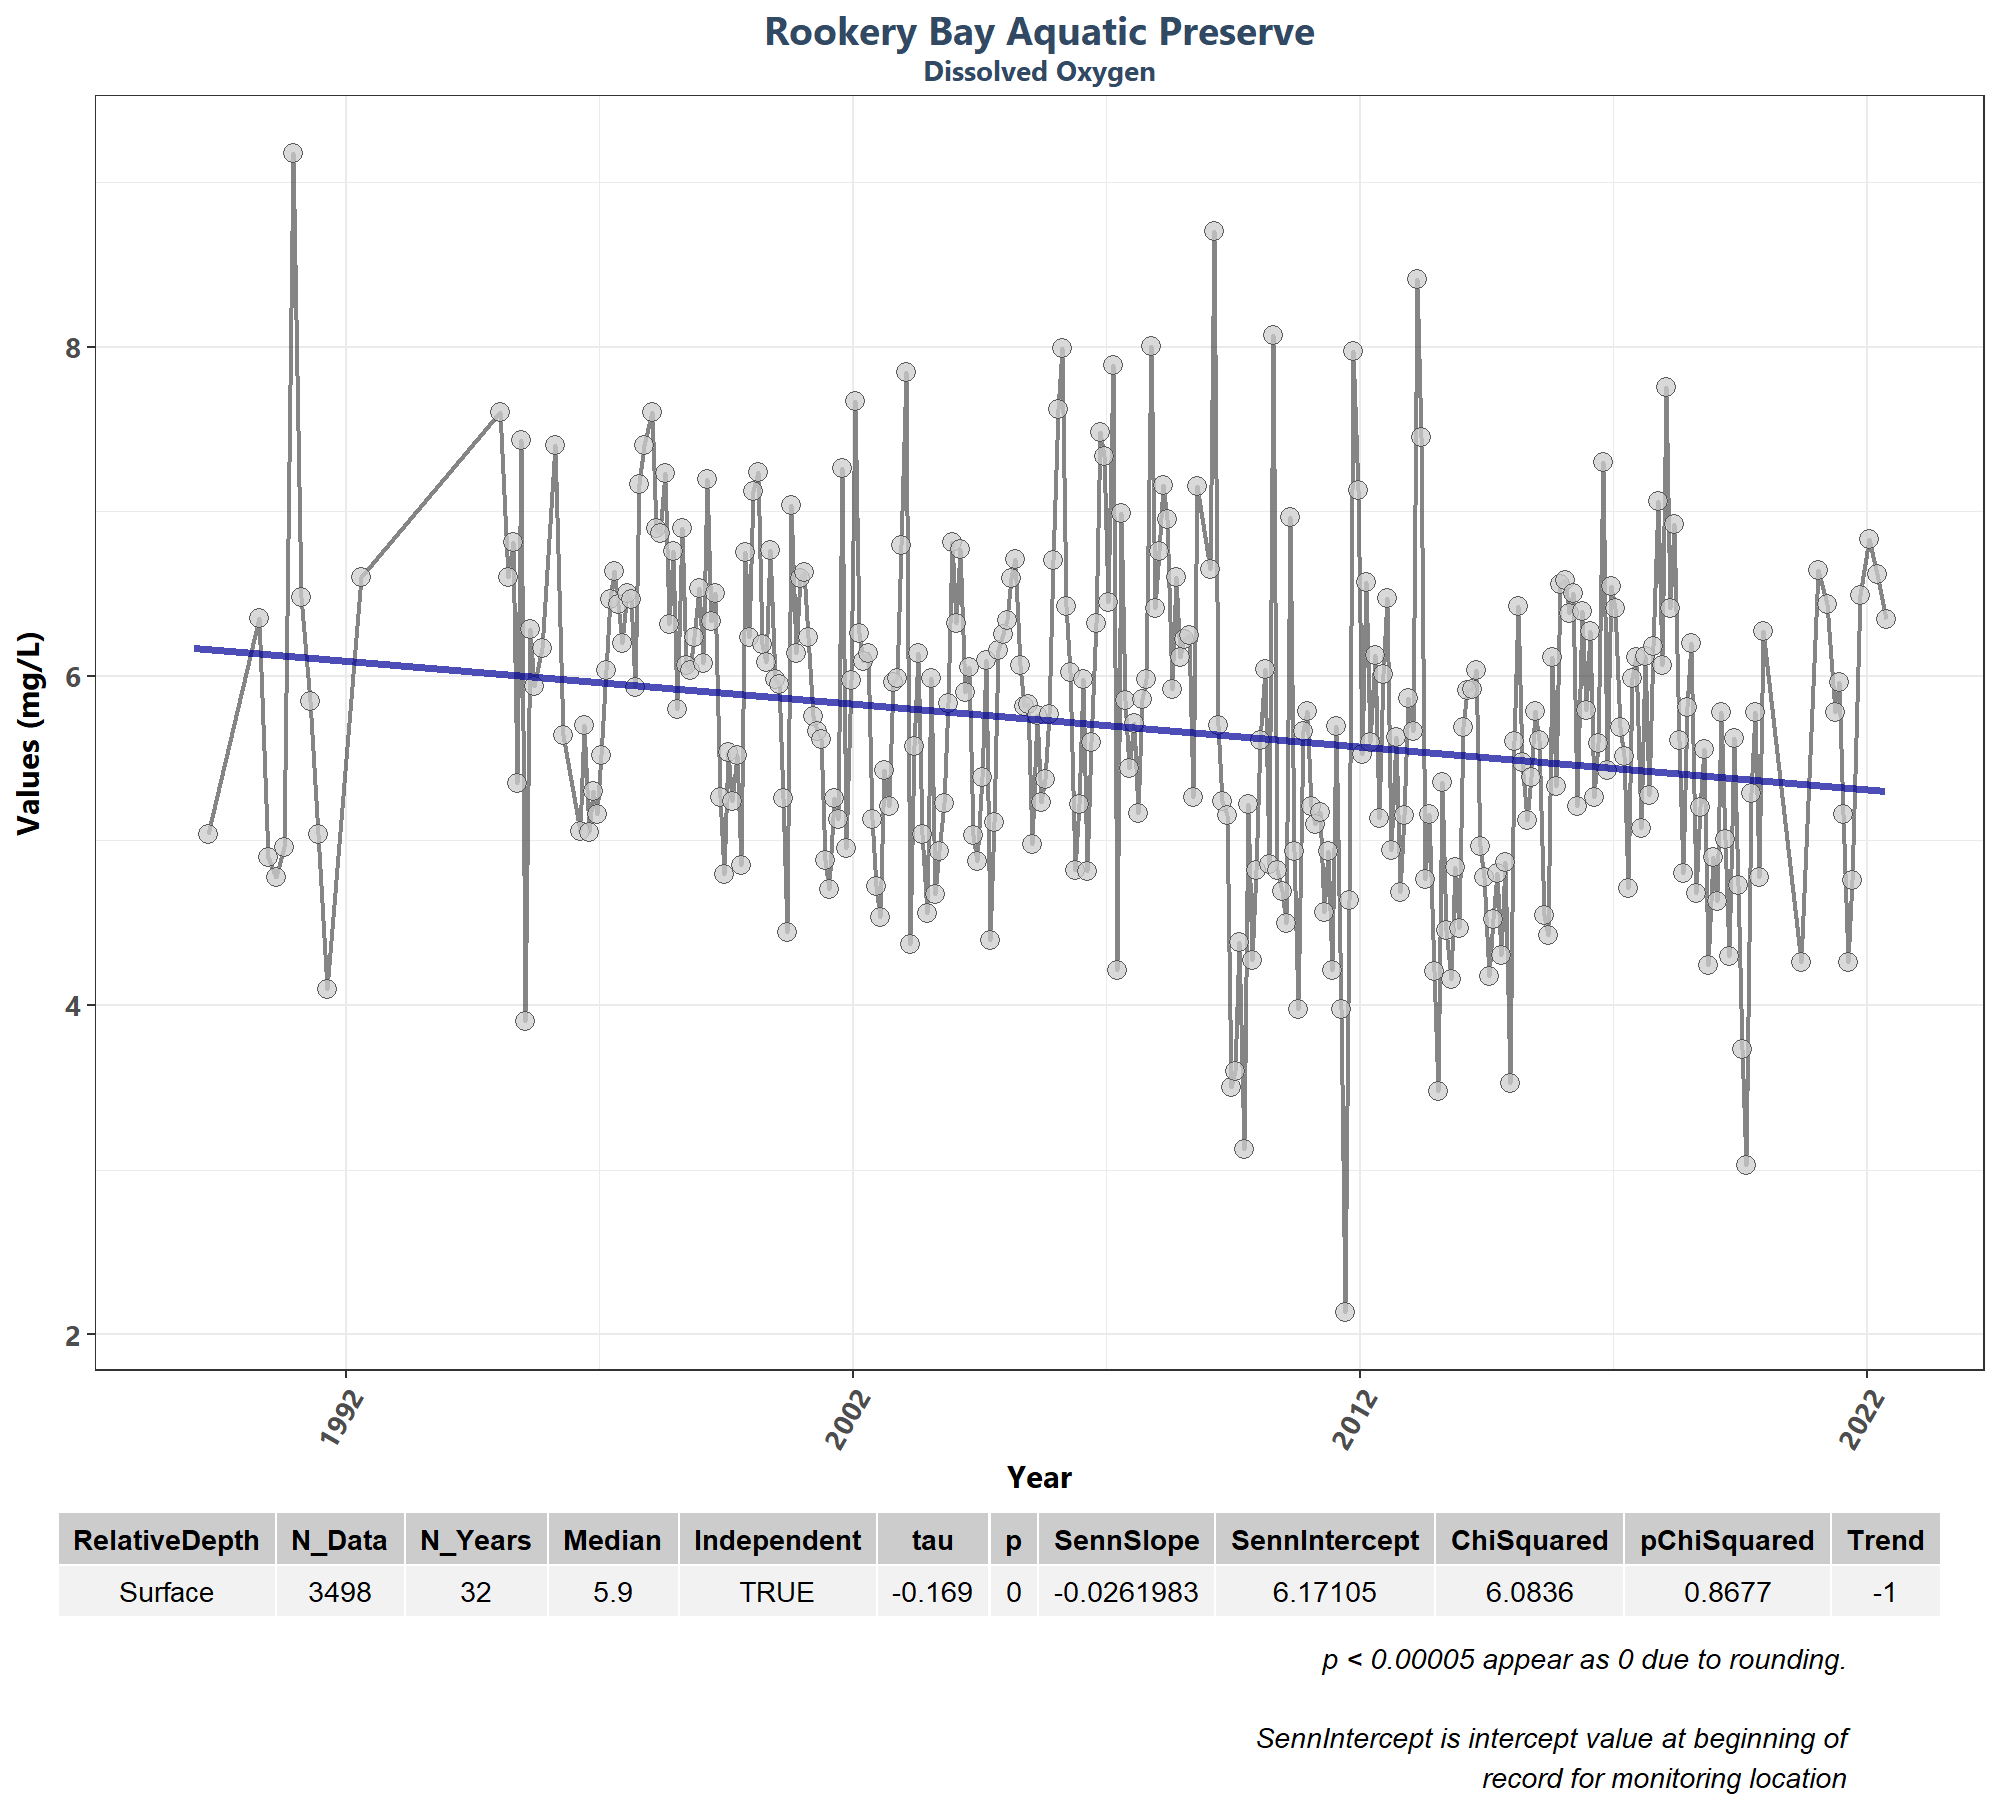 Rookery Bay Aquatic Preserve
Dissolved Oxygen
Values (mg/L)
8
6
4
2
1992
2002
2012
2022
Year
RelativeDepth N_Data N_Years Median Independent tau p SennSlope SennIntercept ChiSquared pChiSquared Trend
Surface 3498 32 5.9 TRUE -0.169 0 -0.0261983 6.17105 6.0836 0.8677 -1
p < 0.00005 appear as 0 due to rounding.
SennIntercept is intercept value at beginning of
record for monitoring location